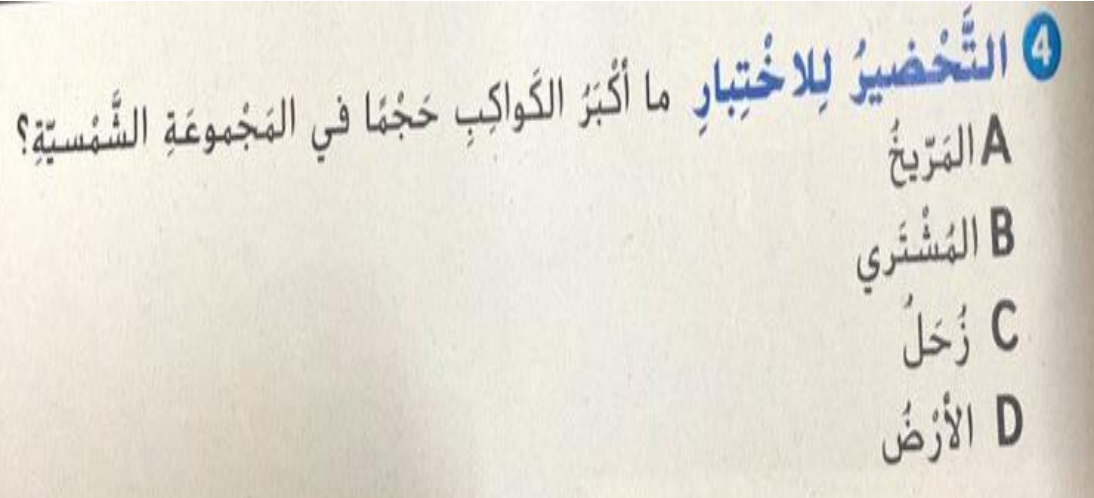 4 التَّحْضيرُ لِلاخْتِبارِ ما أَكْبَرُ الكَواكِبِ حَجْمًا في المَجْموعَةِ الشَّمْسيّةِ؟
A المَرّيخُ
B المُشْتَري
C زُحَلُ
D الأَرْضُ